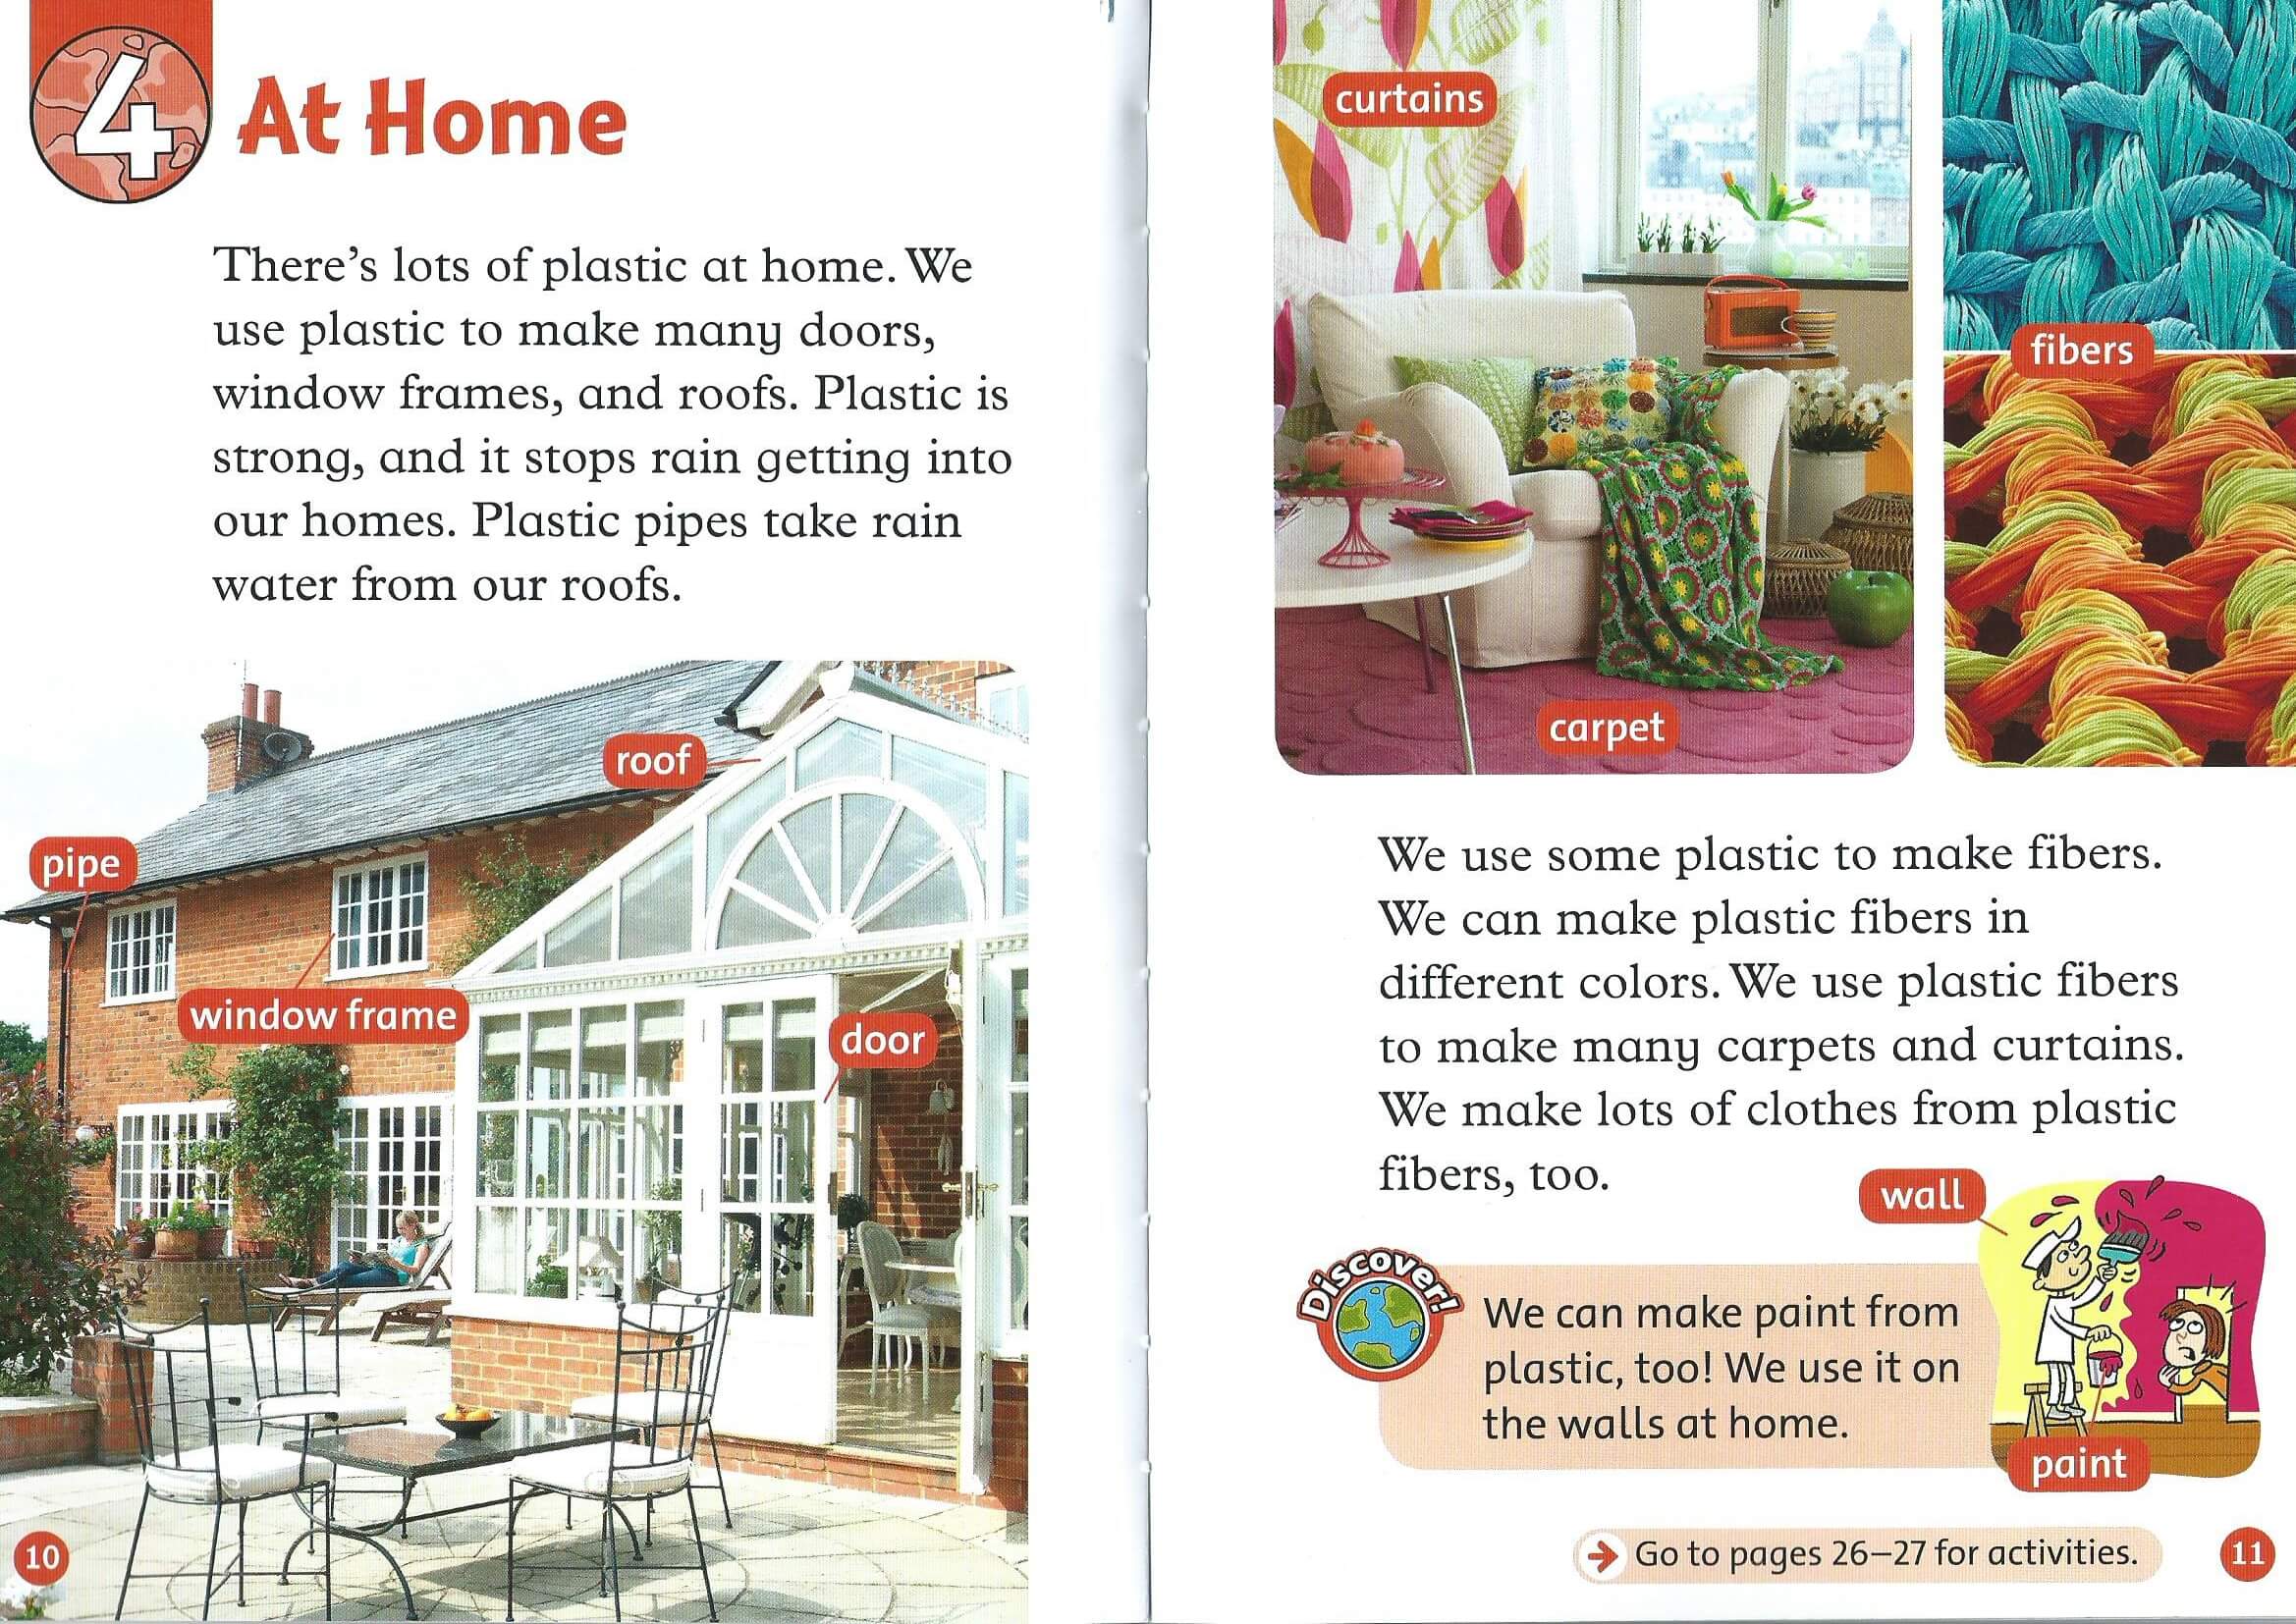 4
At Home
There's lots of plastic at home. We
use plastic to make many doors,
window frames, and roofs. Plastic is
strong, and it stops rain getting into
our homes. Plastic pipes take rain
water from our roofs.
roof
pipe
window frame
door
10
curtains
fibers
carpet
We use some plastic to make fibers.
We can make plastic fibers in
different colors. We use plastic fibers
to make many carpets and curtains.
We make lots of clothes from plastic
fibers, too.
wall
Discover!
We can make paint from
plastic, too! We use it on
the walls at home.
paint
Go to pages 26–27 for activities.
11